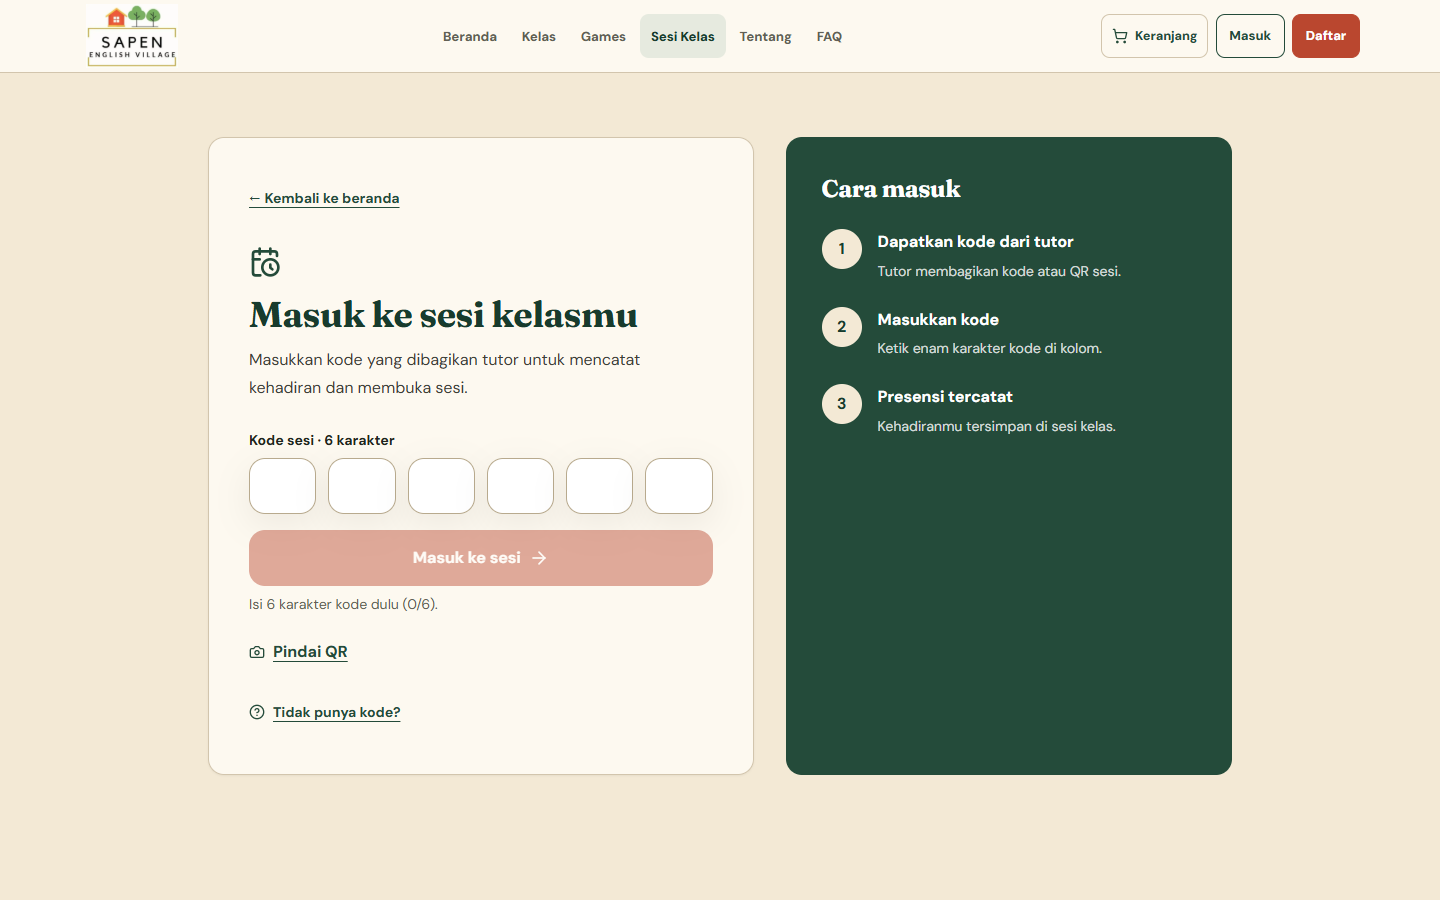 SAPEN
ENGLISH VILLAGE
Beranda
Kelas
Games
Sesi Kelas
Tentang
FAQ
Keranjang
Masuk
Daftar
← Kembali ke beranda
Masuk ke sesi kelasmu
Masukkan kode yang dibagikan tutor untuk mencatat
kehadiran dan membuka sesi.
Kode sesi · 6 karakter
Masuk ke sesi →
Isi 6 karakter kode dulu (0/6).
Pindai QR
Tidak punya kode?
Cara masuk
1
Dapatkan kode dari tutor
Tutor membagikan kode atau QR sesi.
2
Masukkan kode
Ketik enam karakter kode di kolom.
3
Presensi tercatat
Kehadiranmu tersimpan di sesi kelas.